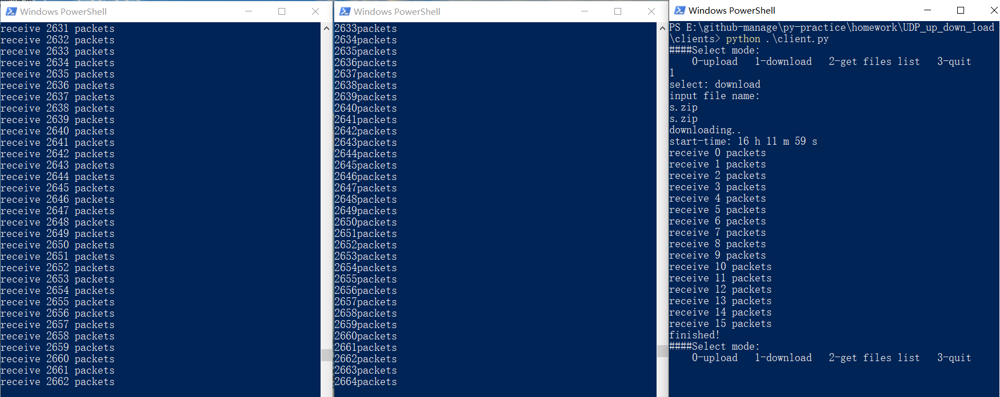 Windows PowerShell
receive 2631 packets
receive 2632 packets
receive 2633 packets
receive 2634 packets
receive 2635 packets
receive 2636 packets
receive 2637 packets
receive 2638 packets
receive 2639 packets
receive 2640 packets
receive 2641 packets
receive 2642 packets
receive 2643 packets
receive 2644 packets
receive 2645 packets
receive 2646 packets
receive 2647 packets
receive 2648 packets
receive 2649 packets
receive 2650 packets
receive 2651 packets
receive 2652 packets
receive 2653 packets
receive 2654 packets
receive 2655 packets
receive 2656 packets
receive 2657 packets
receive 2658 packets
receive 2659 packets
receive 2660 packets
receive 2661 packets
receive 2662 packets
Windows PowerShell
2633packets
2634packets
2635packets
2636packets
2637packets
2638packets
2639packets
2640packets
2641packets
2642packets
2643packets
2644packets
2645packets
2646packets
2647packets
2648packets
2649packets
2650packets
2651packets
2652packets
2653packets
2654packets
2655packets
2656packets
2657packets
2658packets
2659packets
2660packets
2661packets
2662packets
2663packets
2664packets
Windows PowerShell
PS E:\github-manage\py-practice\homework\UDP_up_down_load
\clients> python .\client.py
####Select mode:
    0-upload   1-download   2-get files list   3-quit
1
select: download
input file name:
s.zip
s.zip
downloading..
start-time: 16 h 11 m 59 s
receive 0 packets
receive 1 packets
receive 2 packets
receive 3 packets
receive 4 packets
receive 5 packets
receive 6 packets
receive 7 packets
receive 8 packets
receive 9 packets
receive 10 packets
receive 11 packets
receive 12 packets
receive 13 packets
receive 14 packets
receive 15 packets
finished!
####Select mode:
    0-upload   1-download   2-get files list   3-quit